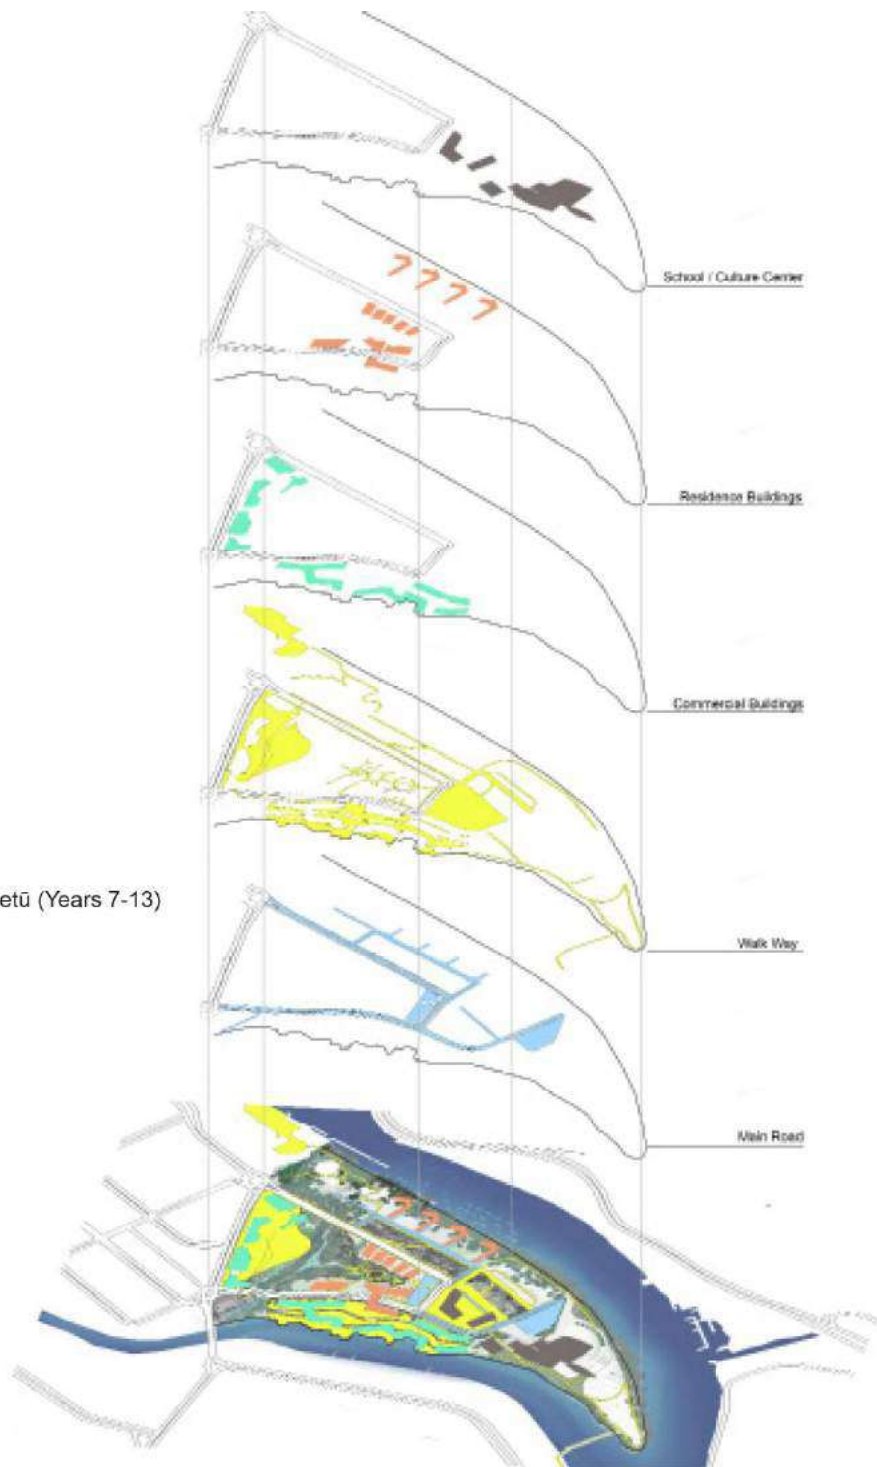 School / Culture Center
Residence Buildings
Commercial Buildings
etū (Years 7-13)
Walk Way
Main Road